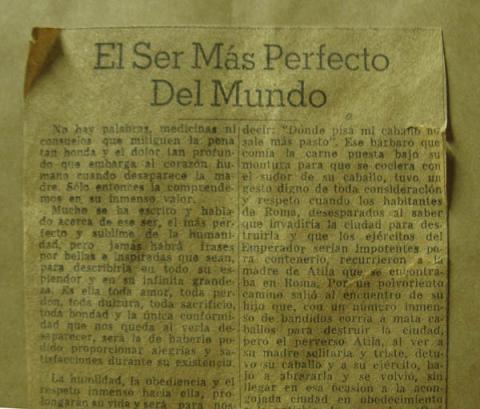 El Ser Más Perfecto
Del Mundo
No hay palabras, medicinas ni
consuelos que mitiguen la pena
tan honda y el dolor tan profun-
do que embarga al corazón hu-
mano cuando desaparece la ma-
dre. Sólo entonces la comprende-
mos en su inmenso valor.
Mucho se ha escrito y habla-
do acerca de ese ser, el más per-
fecto y sublime de la humani-
dad, pero jamás habrá frases
por bellas e inspiradas que sean,
para describirla en todo su es-
plendor y en su infinita grande-
za. Es ella toda amor, toda per-
dón, toda dulzura, todo sacrificio,
toda bondad y la única conformi-
dad que nos queda al verla de-
saparecer, será la de haberle po-
dido proporcionar alegrías y sa-
tisfacciones durante su existencia.
La humildad, la obediencia y el
respeto inmenso hacia ella, pro-
longarán su vida y será para nos-
decir: "Donde pisa mi caballo no
sale más pasto". Ese bárbaro que
comía la carne puesta bajo su
montura para que se cociera con
el sudor de su caballo, tuvo un
gesto digno de toda consideración
y respeto cuando los habitantes
de Roma, desesperados al saber
que invadiría la ciudad para des-
truirla y que los ejércitos del
Emperador serían impotentes pa-
ra contenerlo, recurrieron a la
madre de Atila que se encontra-
ba en Roma. Por un polvoriento
camino salió al encuentro de su
hijo que, con un número inmen-
so de bandidos corría a mata ca-
ballos para destruir la ciudad,
pero el perverso Atila, al ver a
su madre solitaria y triste, detu-
vo su caballo y a su ejército, ba-
jó a abrazarla y se volvió, sin
llegar en esa ocasión a la aco-
gojada ciudad en obedecimiento